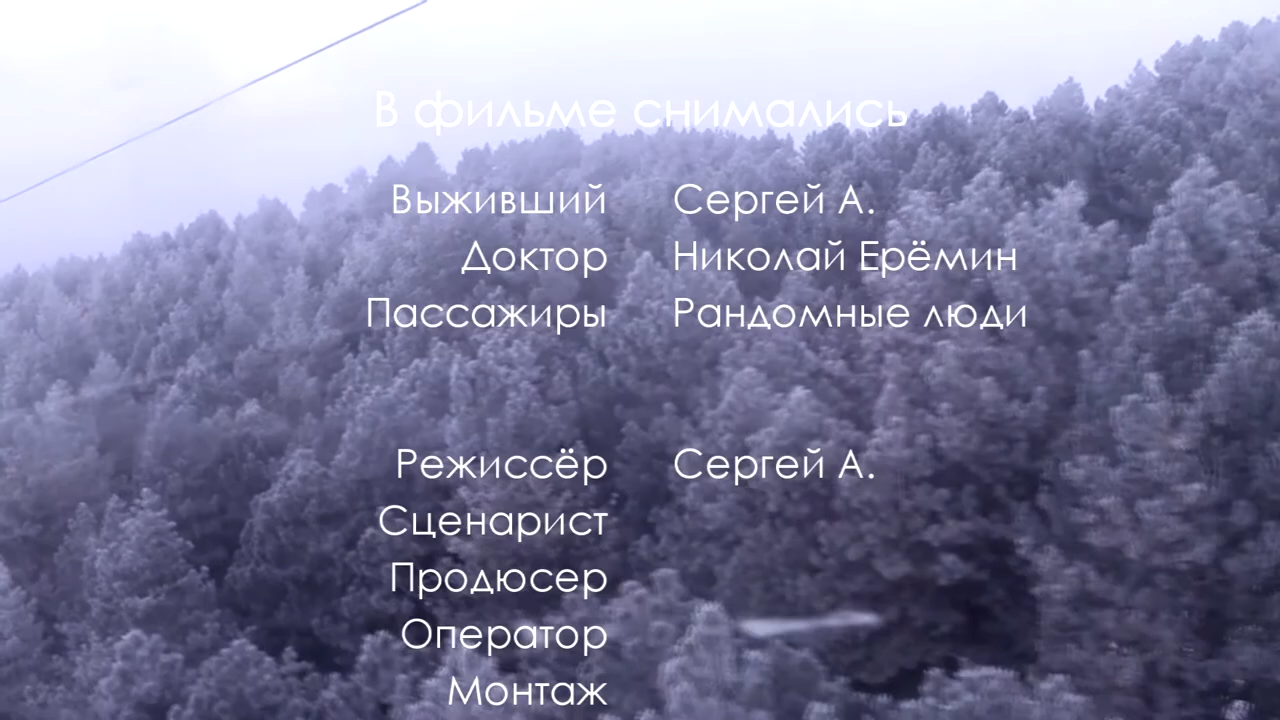 В фильме снимались
Выживший Сергей А.
Доктор Николай Ерёмин
Пассажиры Рандомные люди
Режиссёр Сергей А.
Сценарист
Продюсер
Оператор
Монтаж